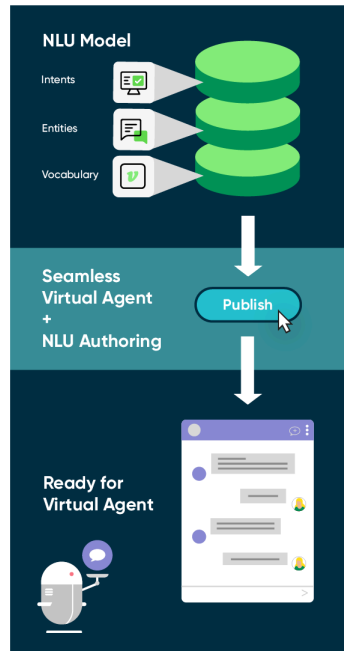 NLU Model
Intents
Entities
Vocabulary
Seamless
Virtual Agent
+
NLU Authoring
Publish
Ready for
Virtual Agent